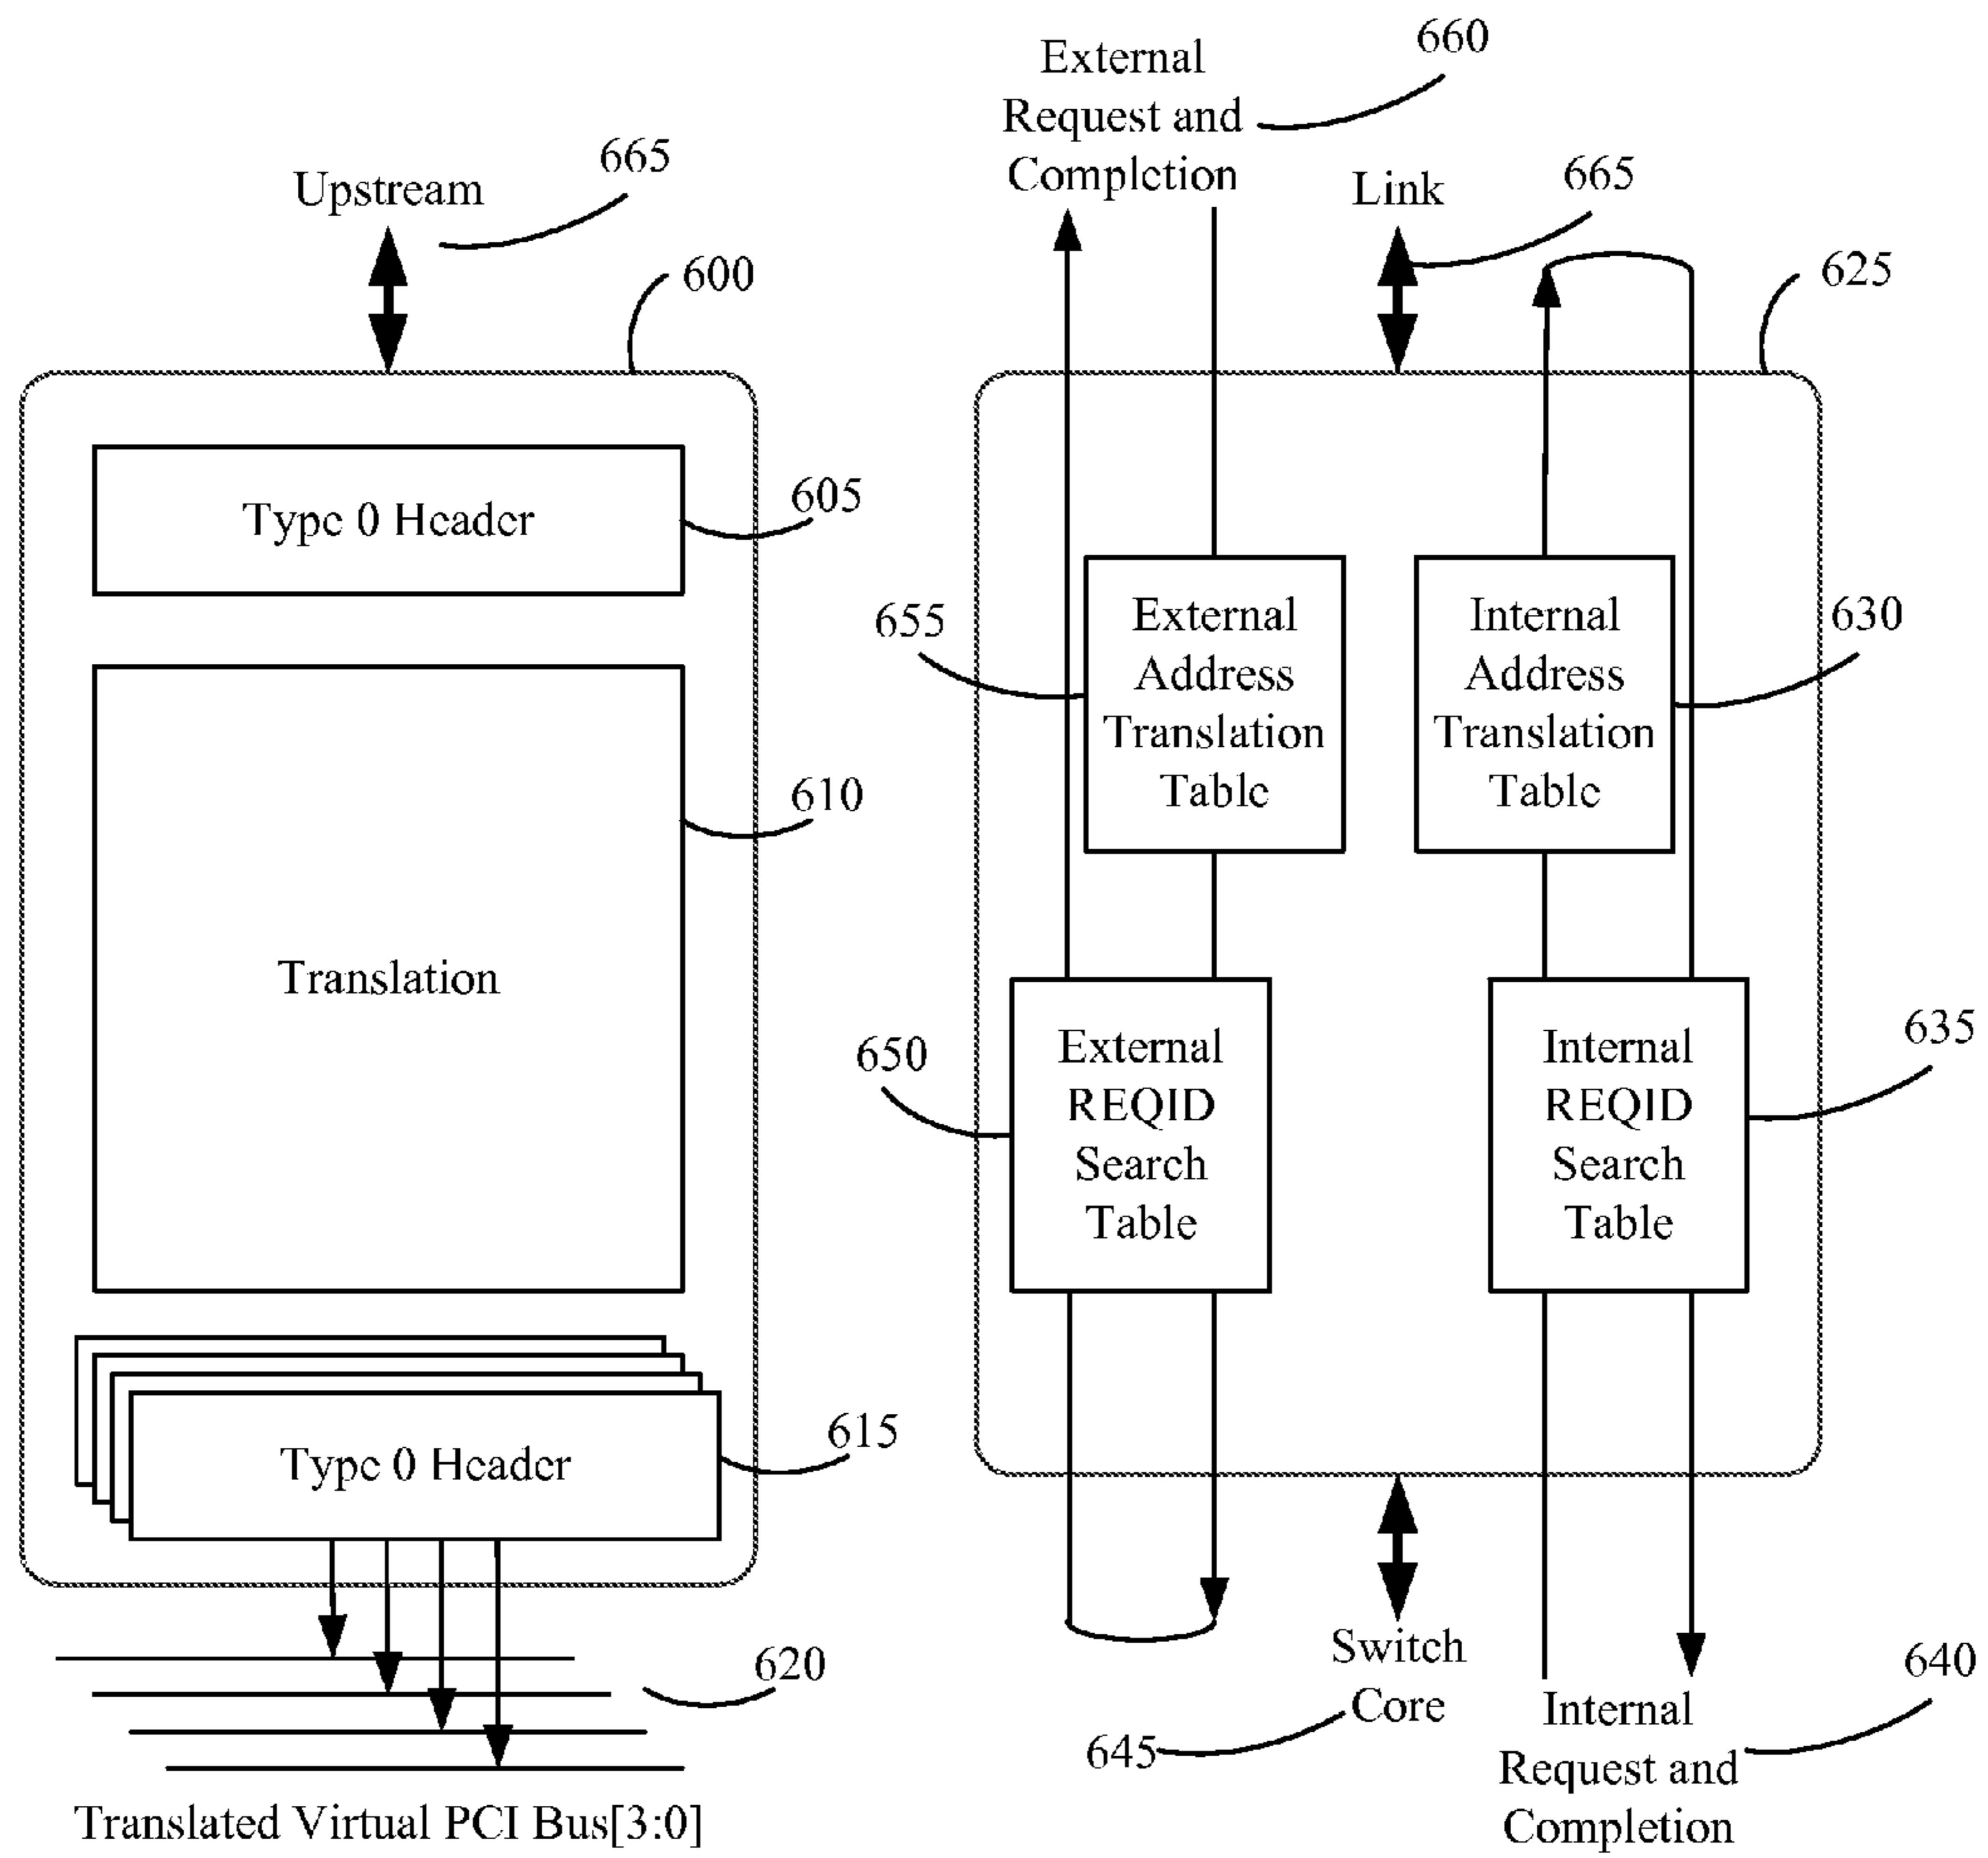 Upstream
665
600
Type 0 Header
605
Translation
610
Type 0 Header
615
620
Translated Virtual PCI Bus[3:0]
External
Request and
Completion
660
Link
665
625
External
Address
Translation
Table
655
Internal
Address
Translation
Table
630
External
REQID
Search
Table
650
Internal
REQID
Search
Table
635
Switch
Core
645
Internal
Request and
Completion
640